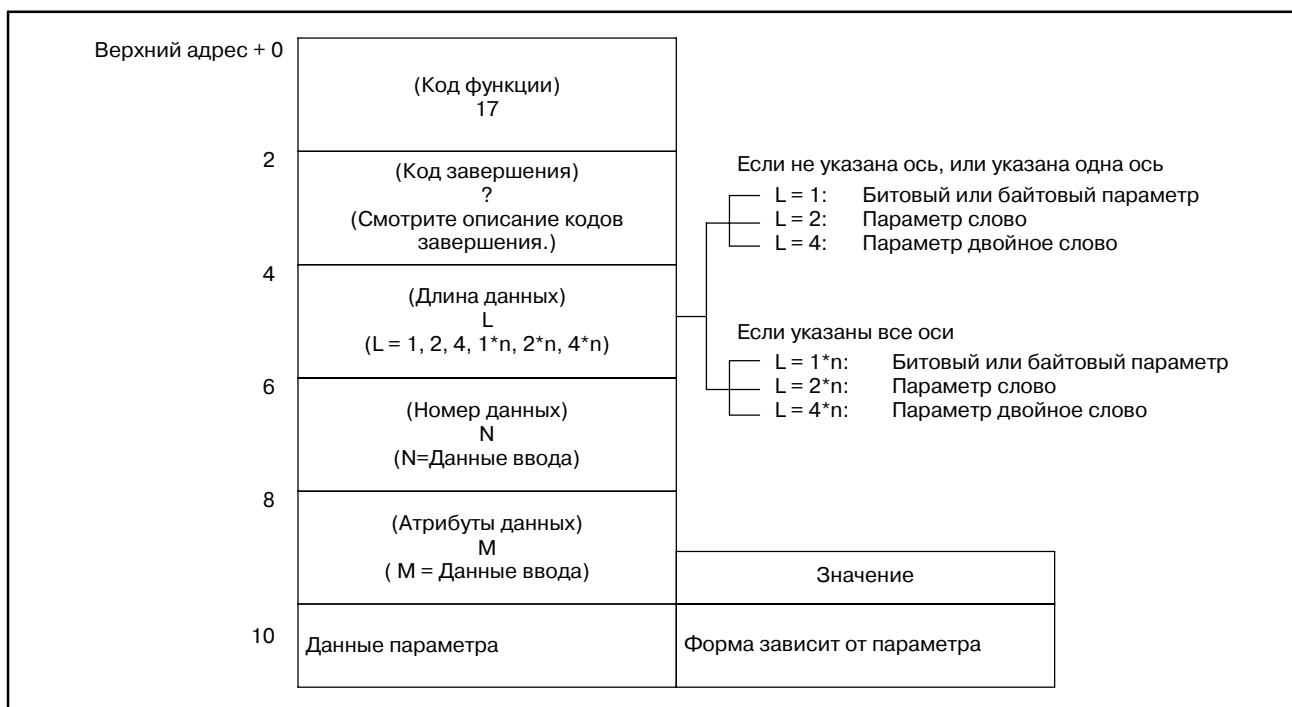 Верхний адрес + 0
(Код функции)
17
2
(Код завершения)
?
(Смотрите описание кодов
завершения.)
4
(Длина данных)
L
(L = 1, 2, 4, 1*n, 2*n, 4*n)
Если не указана ось, или указана одна ось
L = 1: Битовый или байтовый параметр
L = 2: Параметр слово
L = 4: Параметр двойное слово
Если указаны все оси
L = 1*n: Битовый или байтовый параметр
L = 2*n: Параметр слово
L = 4*n: Параметр двойное слово
6
(Номер данных)
N
(N=Данные ввода)
8
(Атрибуты данных)
M
( M = Данные ввода)
Значение
10
Данные параметра
Форма зависит от параметра